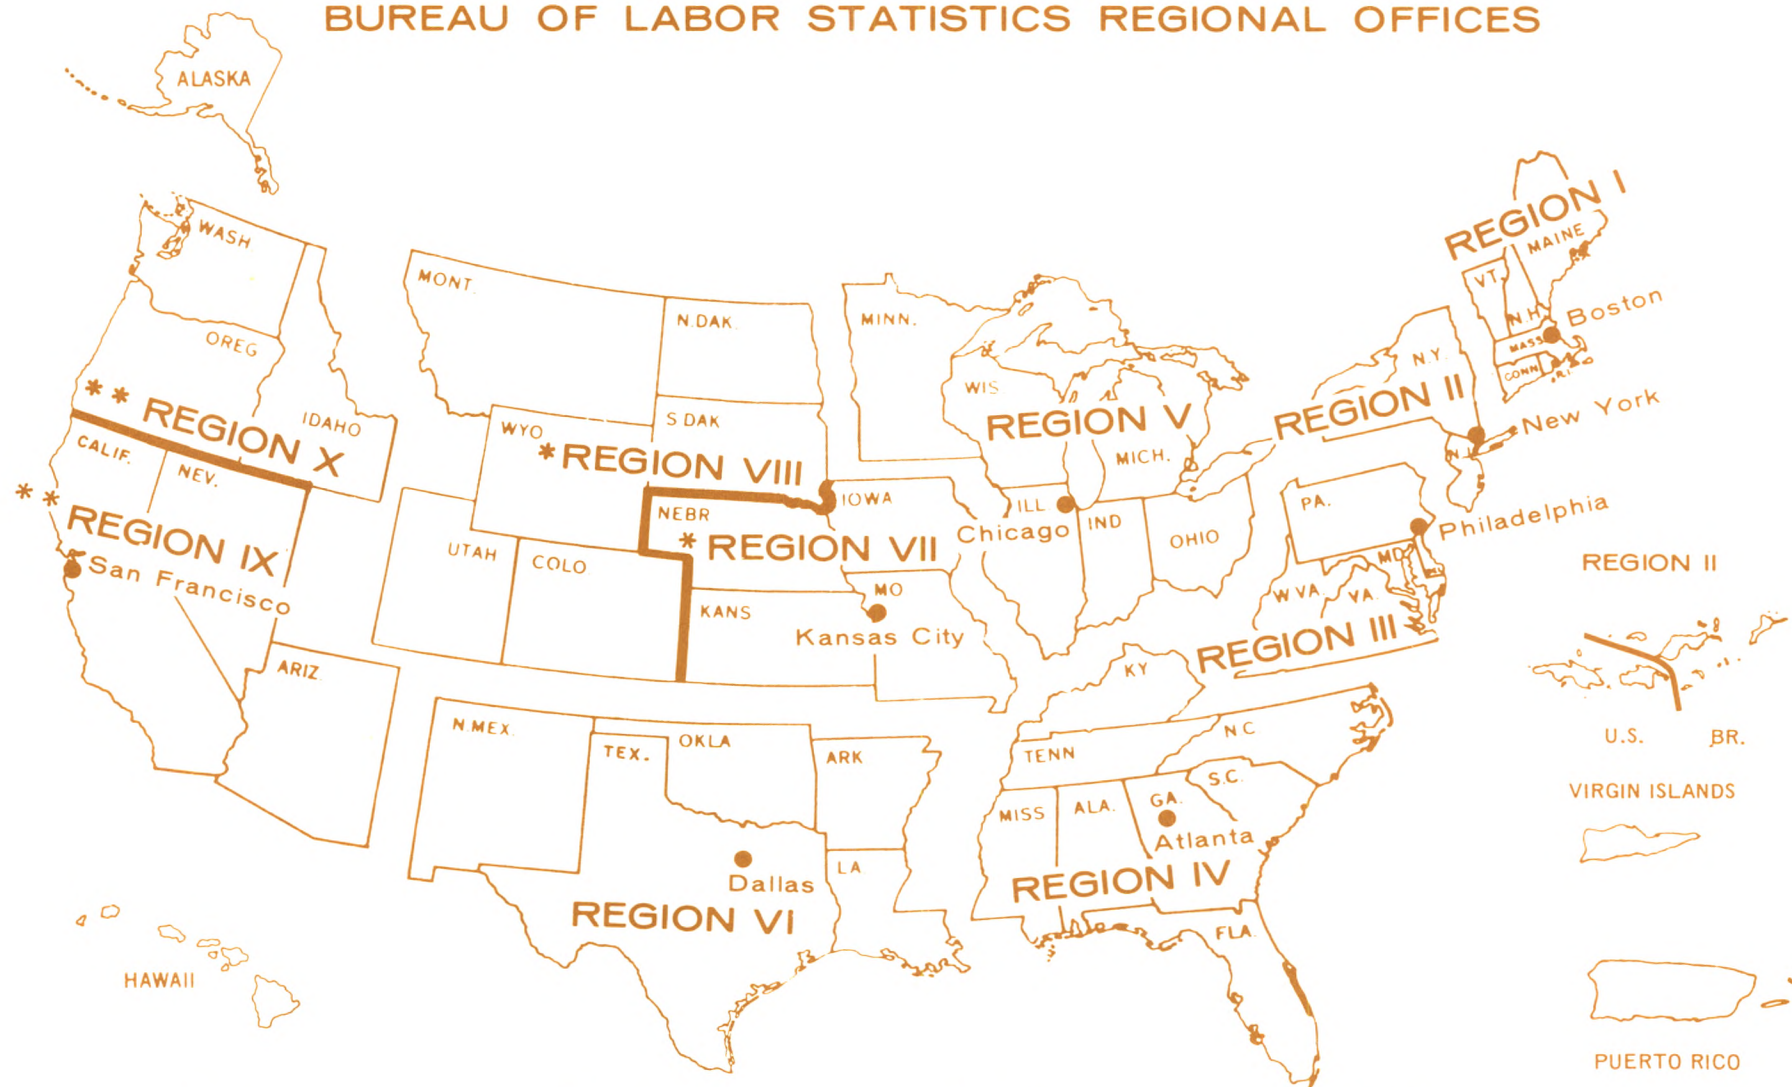 BUREAU OF LABOR STATISTICS REGIONAL OFFICES
ALASKA
WASH
OREG
IDAHO
* * REGION X
MONT.
N.DAK.
S DAK
WYO
* REGION VIII
UTAH
COLO
CALIF.
NEV.
* *
REGION IX
San Francisco
ARIZ.
HAWAII
NEBR
* REGION VII
IOWA
KANS
MO
Kansas City
N.MEX.
TEX.
OKLA
ARK
LA
Dallas
REGION VI
MINN.
WIS
REGION V
MICH.
ILL
Chicago
IND
OHIO
KY
TENN
N C
S.C.
MISS
ALA.
GA.
Atlanta
REGION IV
FLA.
REGION I
MAINE
VT.
N.H.
MASS
CONN
R.I.
Boston
N.Y.
REGION II
New York
N.J.
PA.
Philadelphia
MD
W VA.
VA.
REGION III
REGION II
U.S. BR.
VIRGIN ISLANDS
PUERTO RICO